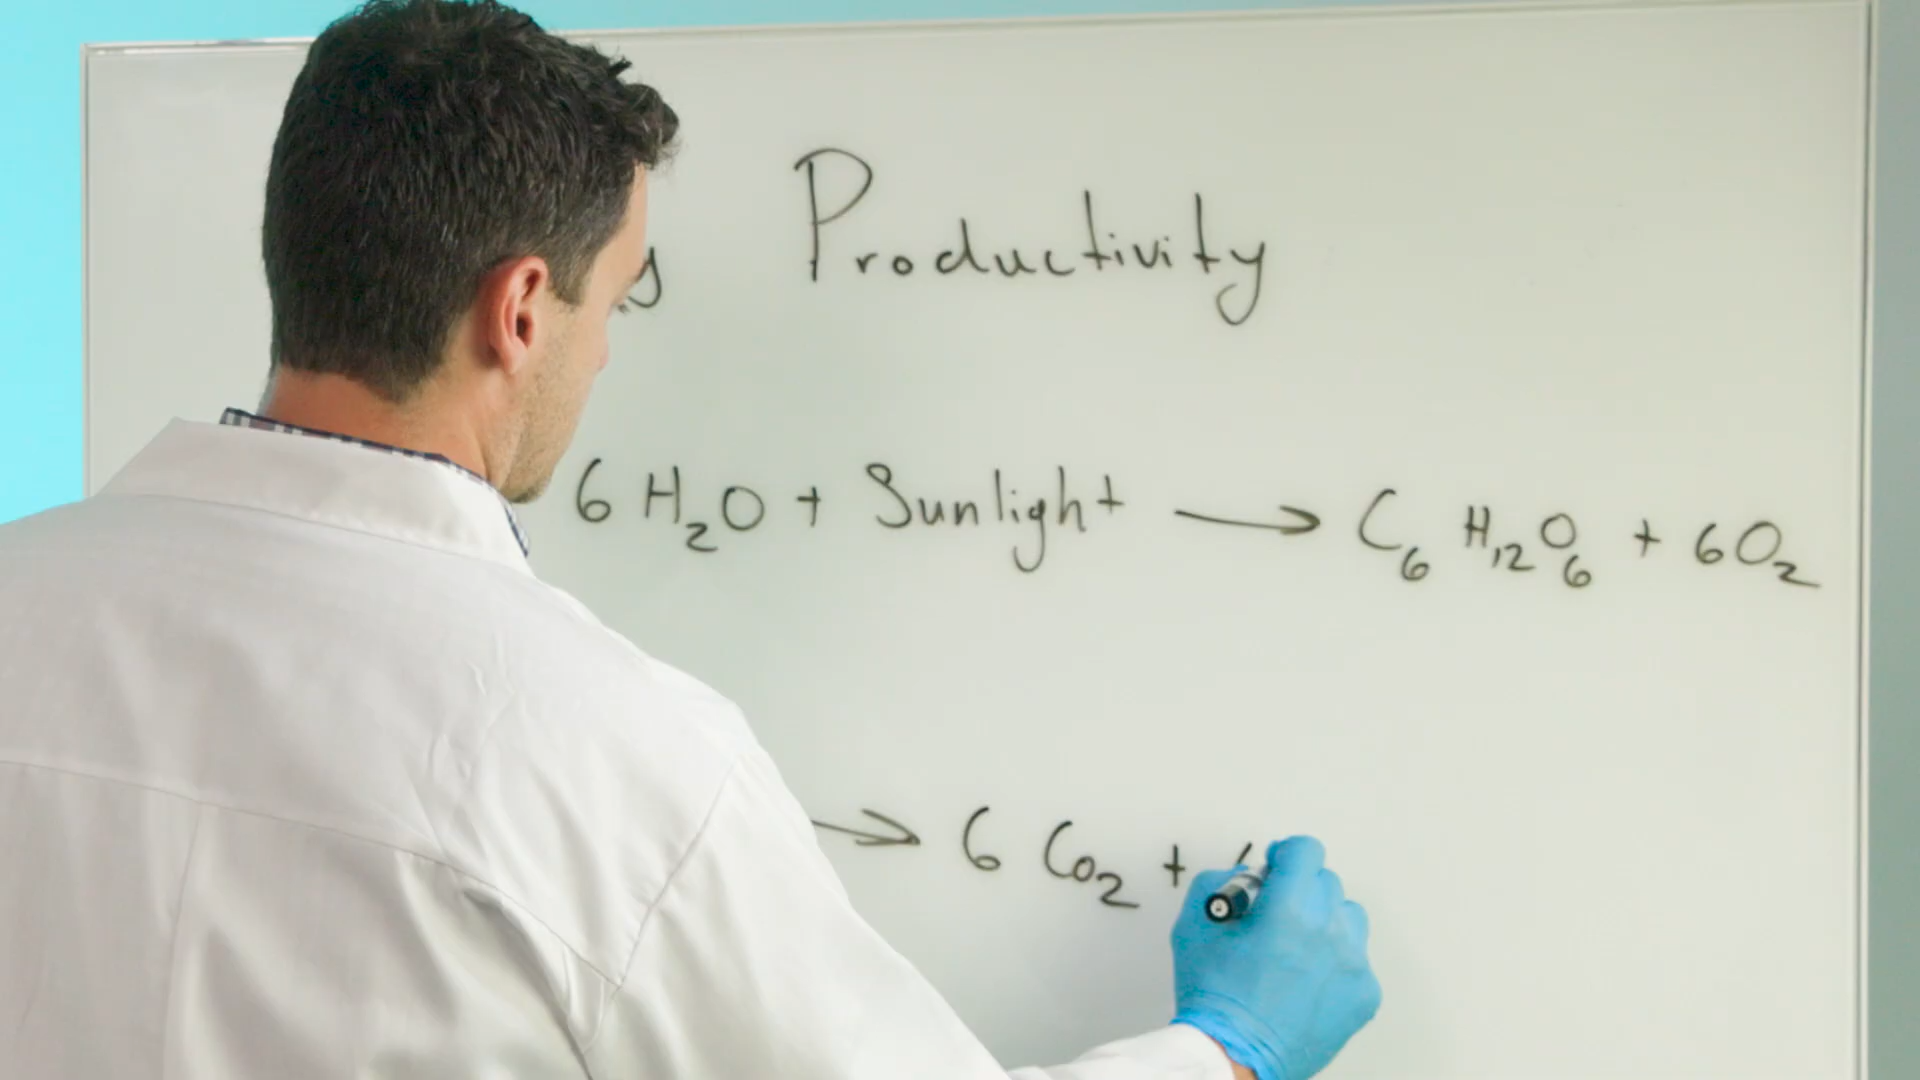 Productivity
6 H₂O + Sunlight → C₆ H₁₂O₆ + 6O₂
→ 6 Co₂ +